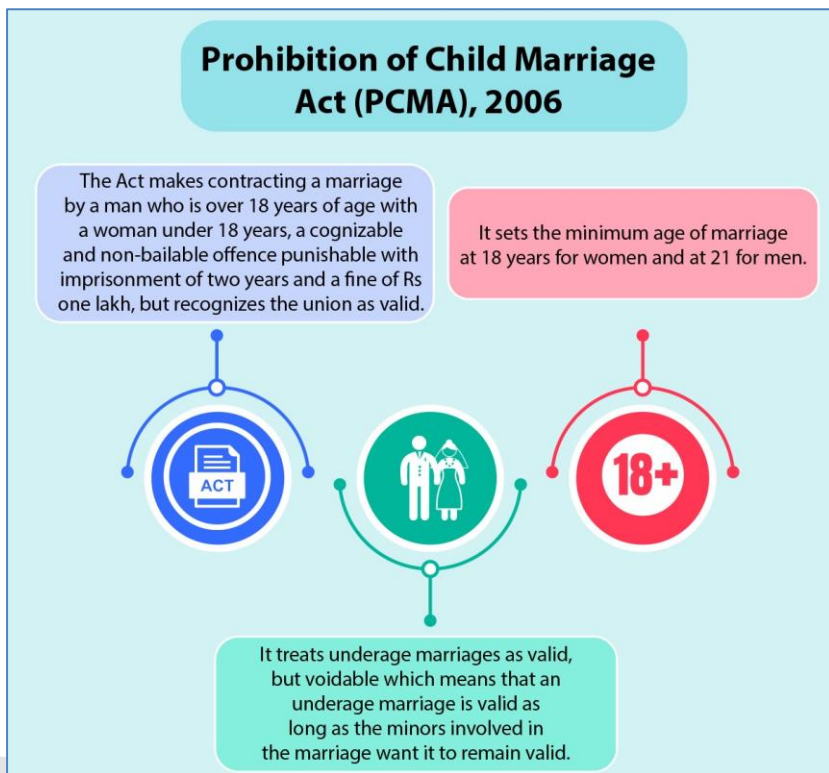 Prohibition of Child Marriage
Act (PCMA), 2006
The Act makes contracting a marriage
by a man who is over 18 years of age with
a woman under 18 years, a cognizable
and non-bailable offence punishable with
imprisonment of two years and a fine of Rs
one lakh, but recognizes the union as valid.
It sets the minimum age of marriage
at 18 years for women and at 21 for men.
ACT
18+
It treats underage marriages as valid,
but voidable which means that an
underage marriage is valid as
long as the minors involved in
the marriage want it to remain valid.